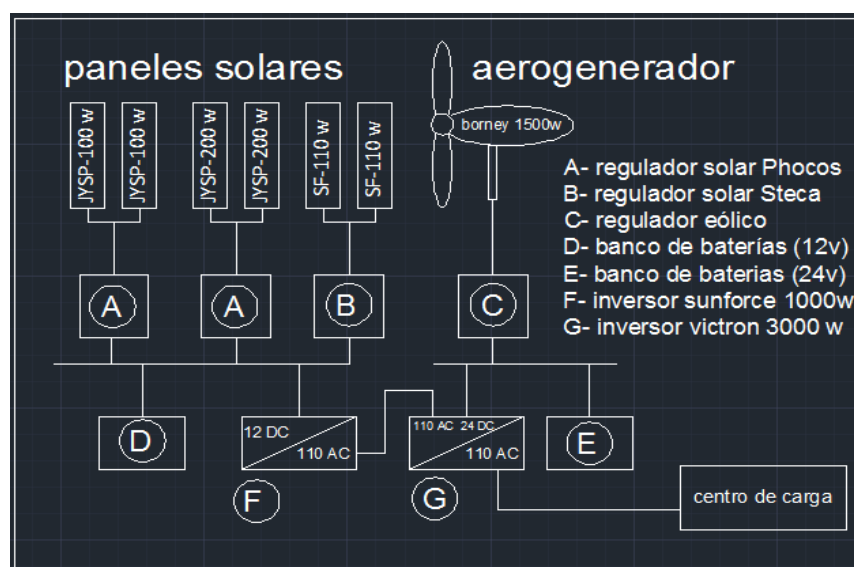 paneles solares
aerogenerador
JYSP-100 w
JYSP-100 w
JYSP-200 w
JYSP-200 w
SF-110 w
SF-110 w
borney 1500w
A- regulador solar Phocos
B- regulador solar Steca
C- regulador eólico
D- banco de baterías (12v)
E- banco de baterias (24v)
F- inversor sunforce 1000w
G- inversor victron 3000 w
A
A
B
C
D
12 DC
110 AC
F
110 AC 24 DC
110 AC
G
E
centro de carga